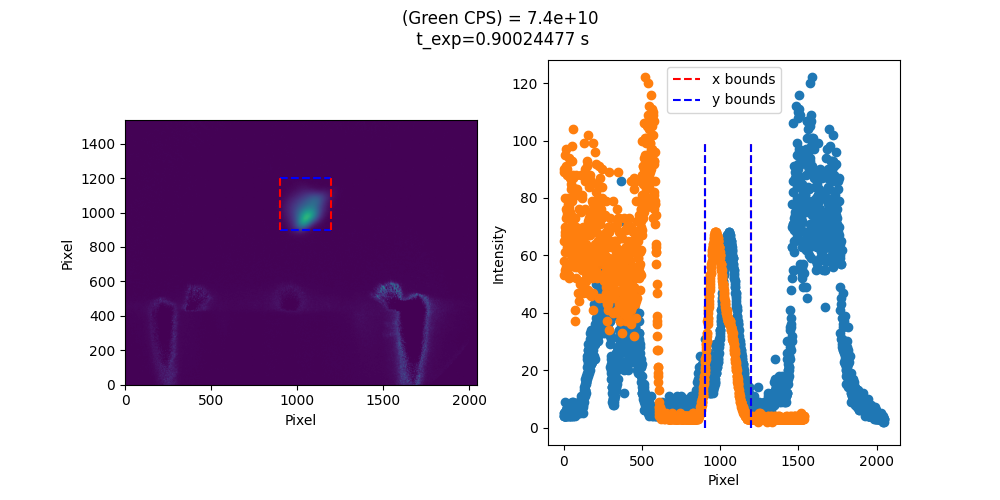 (Green CPS) = 7.4e+10
t_exp=0.90024477 s
Pixel
1400
1200
1000
800
600
400
200
0
0 500 1000 1500 2000
Pixel
Intensity
120
100
80
60
40
20
0
x bounds
y bounds
0 500 1000 1500 2000
Pixel